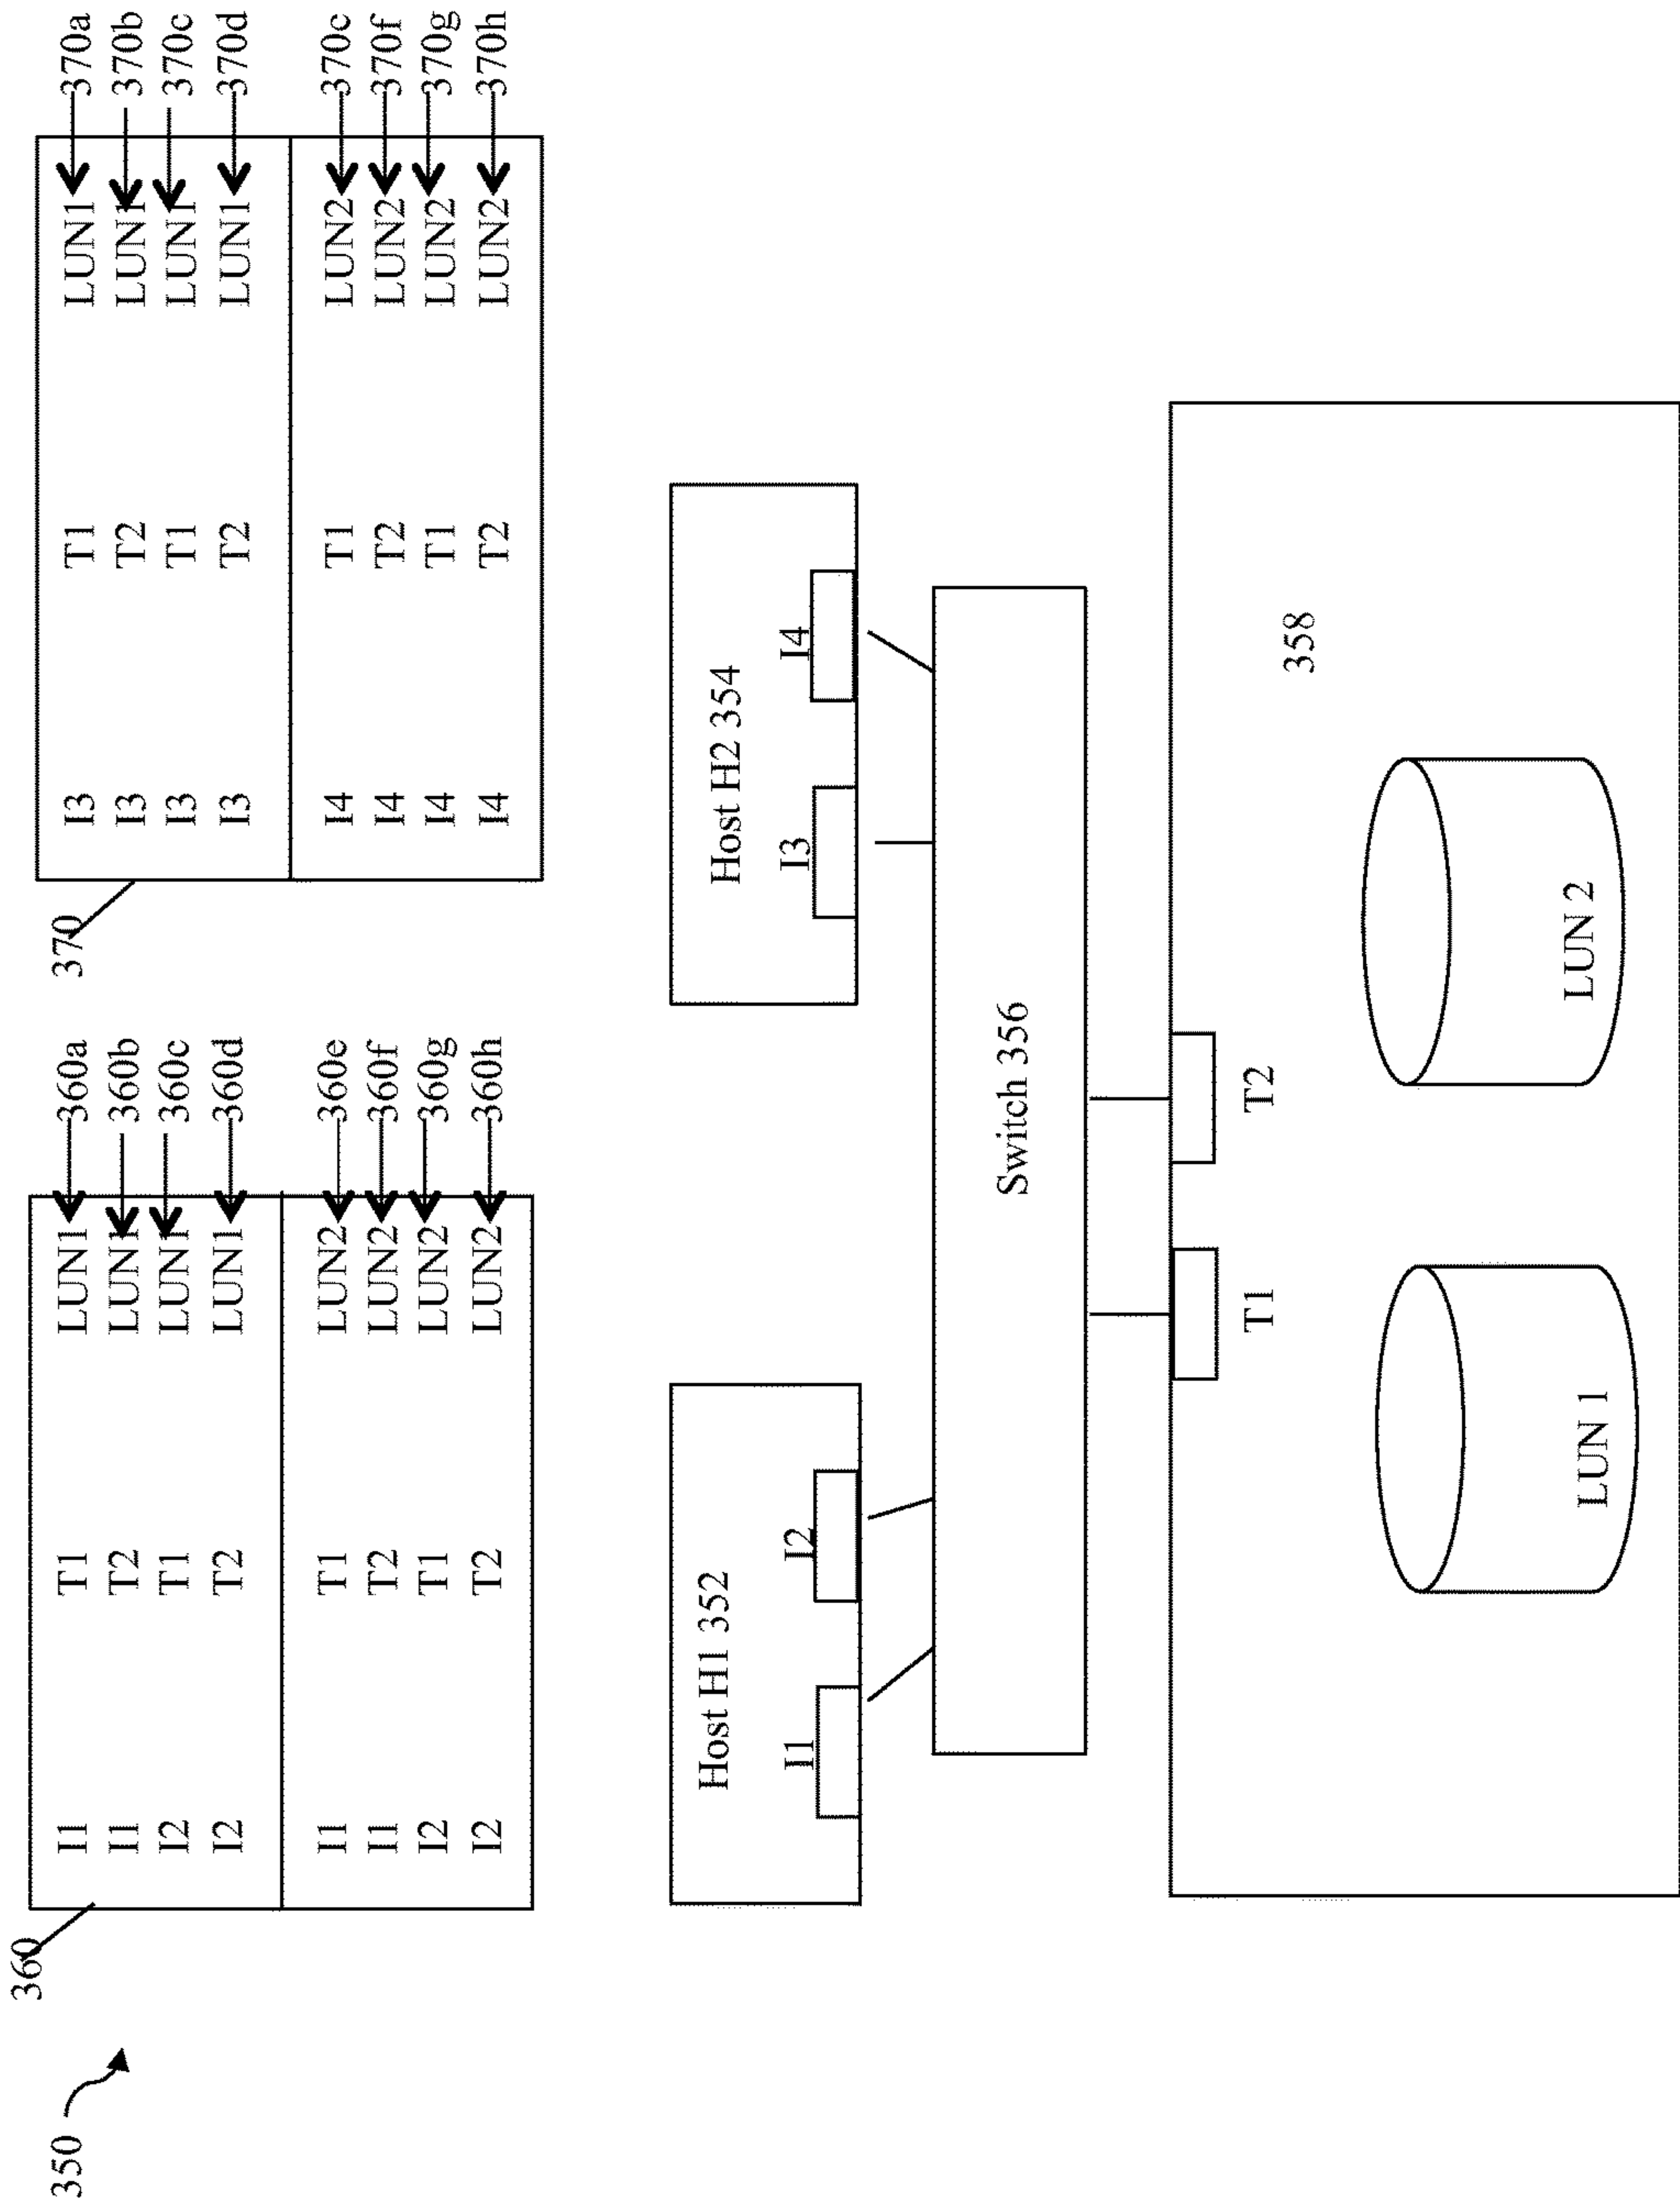 350
360
I1 T1 LUN1 360a
I1 T2 LUN1 360b
I2 T1 LUN1 360c
I2 T2 LUN1 360d
I1 T1 LUN2 360e
I1 T2 LUN2 360f
I2 T1 LUN2 360g
I2 T2 LUN2 360h
370
I3 T1 LUN1 370a
I3 T2 LUN1 370b
I3 T1 LUN1 370c
I3 T2 LUN1 370d
I4 T1 LUN2 370c
I4 T2 LUN2 370f
I4 T1 LUN2 370g
I4 T2 LUN2 370h
Host H1 352
I1 I2
Host H2 354
I3 I4
Switch 356
T1 T2
358
LUN 1
LUN 2